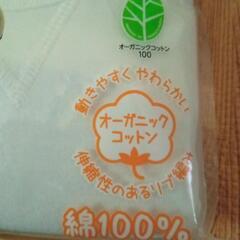 オーガニックコットン
100
動きやすくやわらかい
オーガニック
コットン
伸縮性のあるリブ編み
綿100%